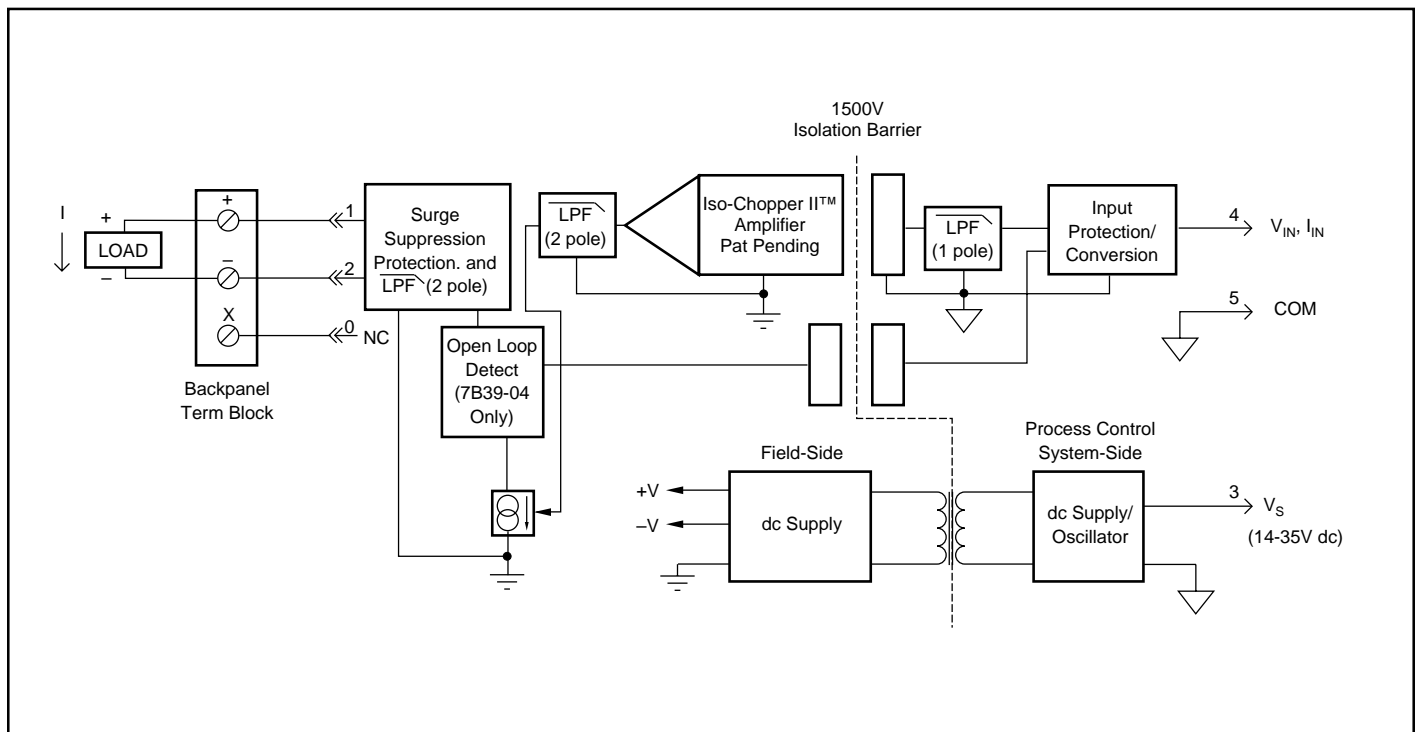 1500V
Isolation Barrier
I
+
LOAD
–
+
–
X
Backpanel
Term Block
1
2
0
NC
Surge
Suppression
Protection. and
LPF (2 pole)
Open Loop
Detect
(7B39-04
Only)
LPF
(2 pole)
Iso-Chopper II™
Amplifier
Pat Pending
LPF
(1 pole)
Input
Protection/
Conversion
4
VIN, IIN
5
COM
Field-Side
+V
–V
dc Supply
Process Control
System-Side
dc Supply/
Oscillator
3
VS
(14-35V dc)